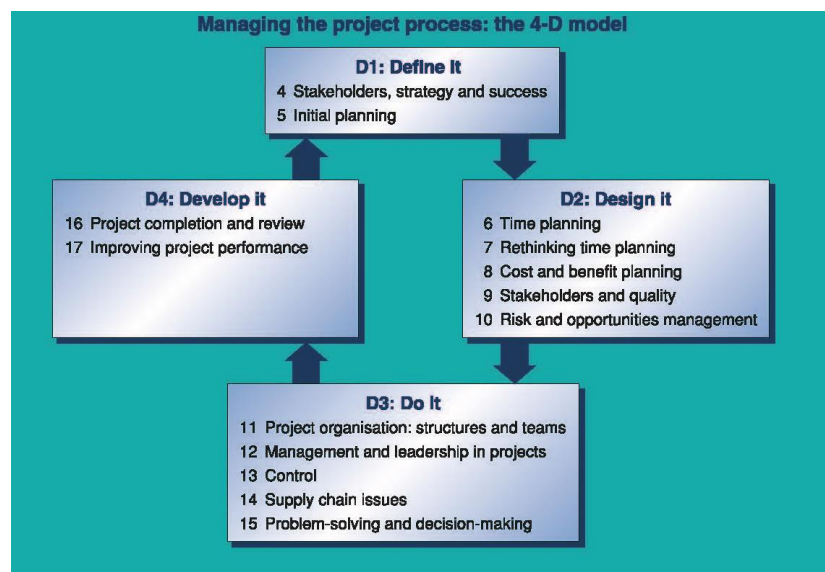 Managing the project process: the 4-D model
D1: Define it
4 Stakeholders, strategy and success
5 Initial planning
D2: Design it
6 Time planning
7 Rethinking time planning
8 Cost and benefit planning
9 Stakeholders and quality
10 Risk and opportunities management
D3: Do it
11 Project organisation: structures and teams
12 Management and leadership in projects
13 Control
14 Supply chain issues
15 Problem-solving and decision-making
D4: Develop it
16 Project completion and review
17 Improving project performance